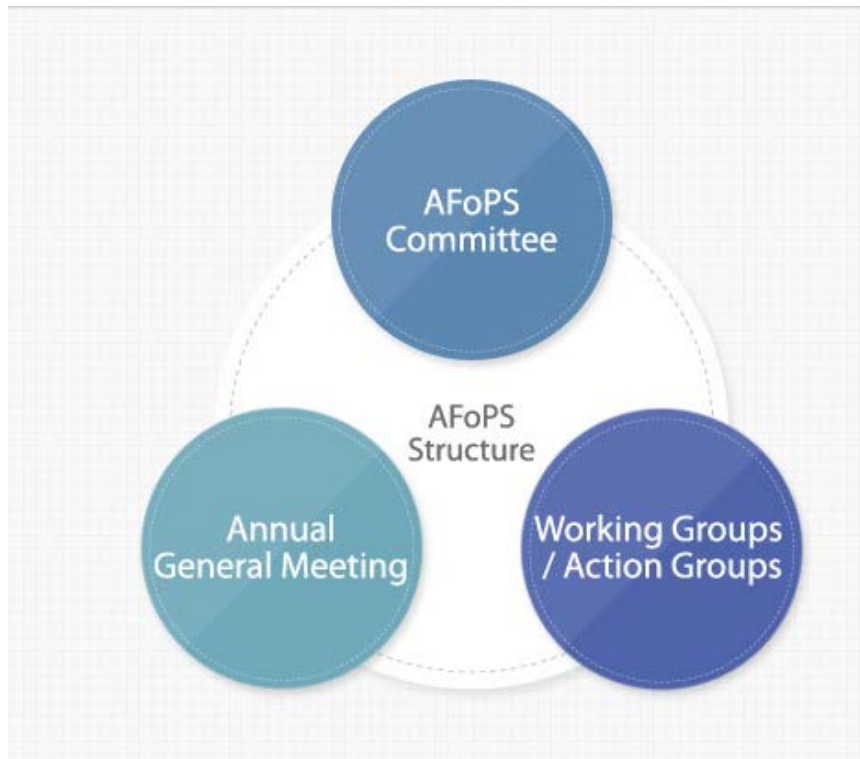 AFoPS
Committee
AFoPS
Structure
Annual
General Meeting
Working Groups
/ Action Groups